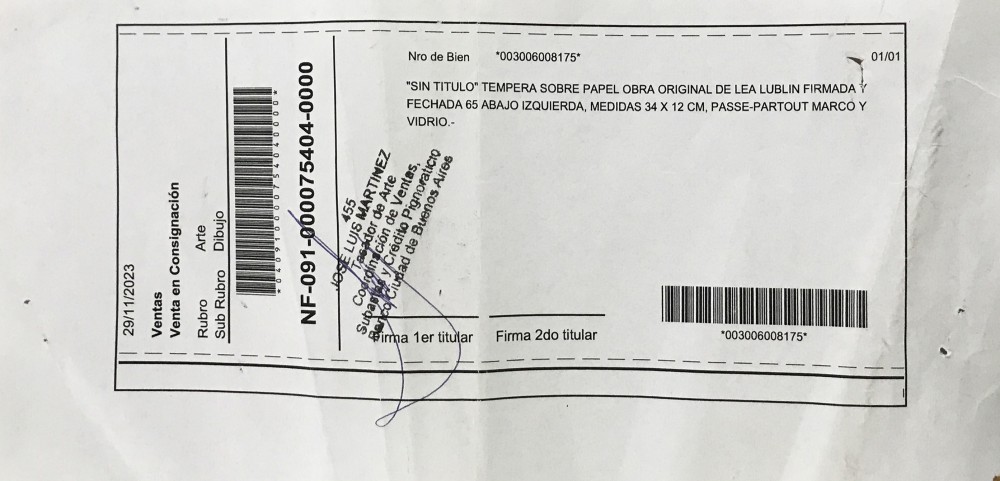 29/11/2023
Ventas
Venta en Consignación
Rubro Arte
Sub Rubro Dibujo
*040910000754040000*
NF-091-000075404-0000
455
JOSE LUIS MARTINEZ
Tasador de Arte
Coordinación de Ventas,
Subastas y Crédito Pignoraticio
Banco Ciudad de Buenos Aires
Nro de Bien *003006008175* 01/01
"SIN TITULO" TEMPERA SOBRE PAPEL OBRA ORIGINAL DE LEA LUBLIN FIRMADA Y
FECHADA 65 ABAJO IZQUIERDA, MEDIDAS 34 X 12 CM, PASSE-PARTOUT MARCO Y
VIDRIO.-
Firma 1er titular Firma 2do titular
*003006008175*